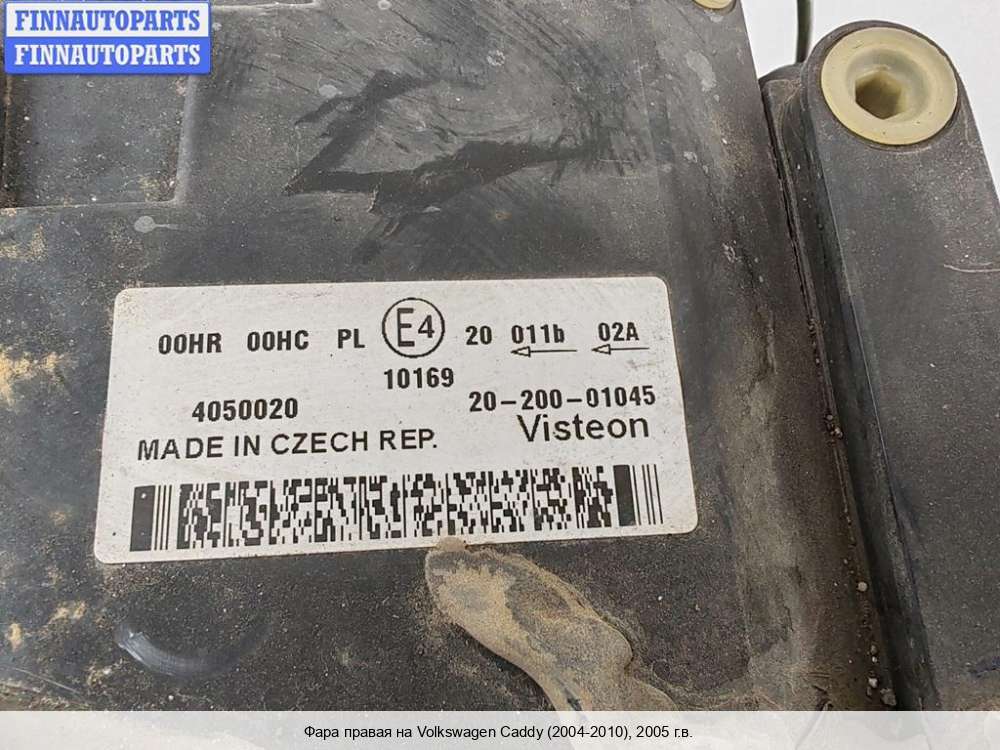 FINNAUTOPARTS
FINNAUTOPARTS
00HR 00HC PL E4 20 011b 02A
10169
4050020 20-200-01045
MADE IN CZECH REP. Visteon
Фара правая на Volkswagen Caddy (2004-2010), 2005 г.в.